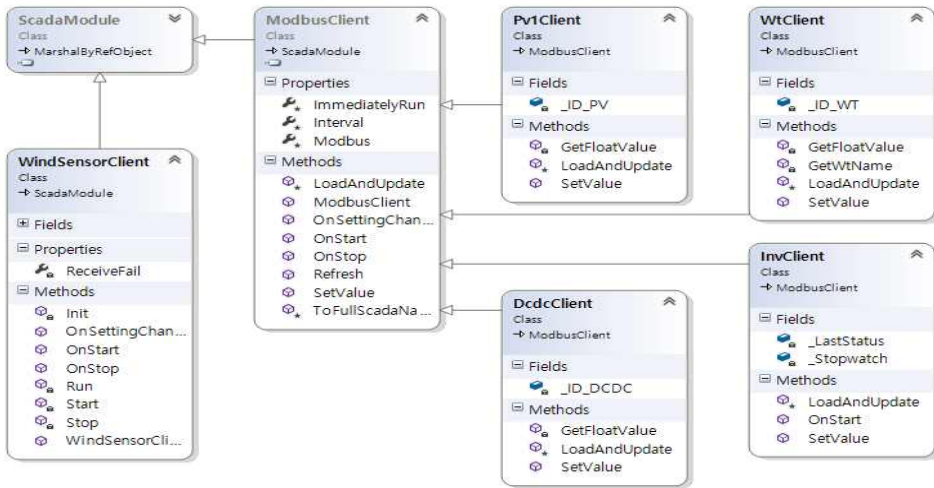 ScadaModule
Class
MarshalByRefObject
WindSensorClient
Class
ScadaModule
Fields
Properties
ReceiveFail
Methods
Init
OnSettingChan...
OnStart
OnStop
Run
Start
Stop
WindSensorCli...
ModbusClient
Class
ScadaModule
Properties
ImmediatelyRun
Interval
Modbus
Methods
LoadAndUpdate
ModbusClient
OnSettingChan...
OnStart
OnStop
Refresh
SetValue
ToFullScadaNa...
Pv1Client
Class
ModbusClient
Fields
_ID_PV
Methods
GetFloatValue
LoadAndUpdate
SetValue
DcdcClient
Class
ModbusClient
Fields
_ID_DCDC
Methods
GetFloatValue
LoadAndUpdate
SetValue
WtClient
Class
ModbusClient
Fields
_ID_WT
Methods
GetFloatValue
GetWtName
LoadAndUpdate
SetValue
InvClient
Class
ModbusClient
Fields
_LastStatus
_Stopwatch
Methods
LoadAndUpdate
OnStart
SetValue